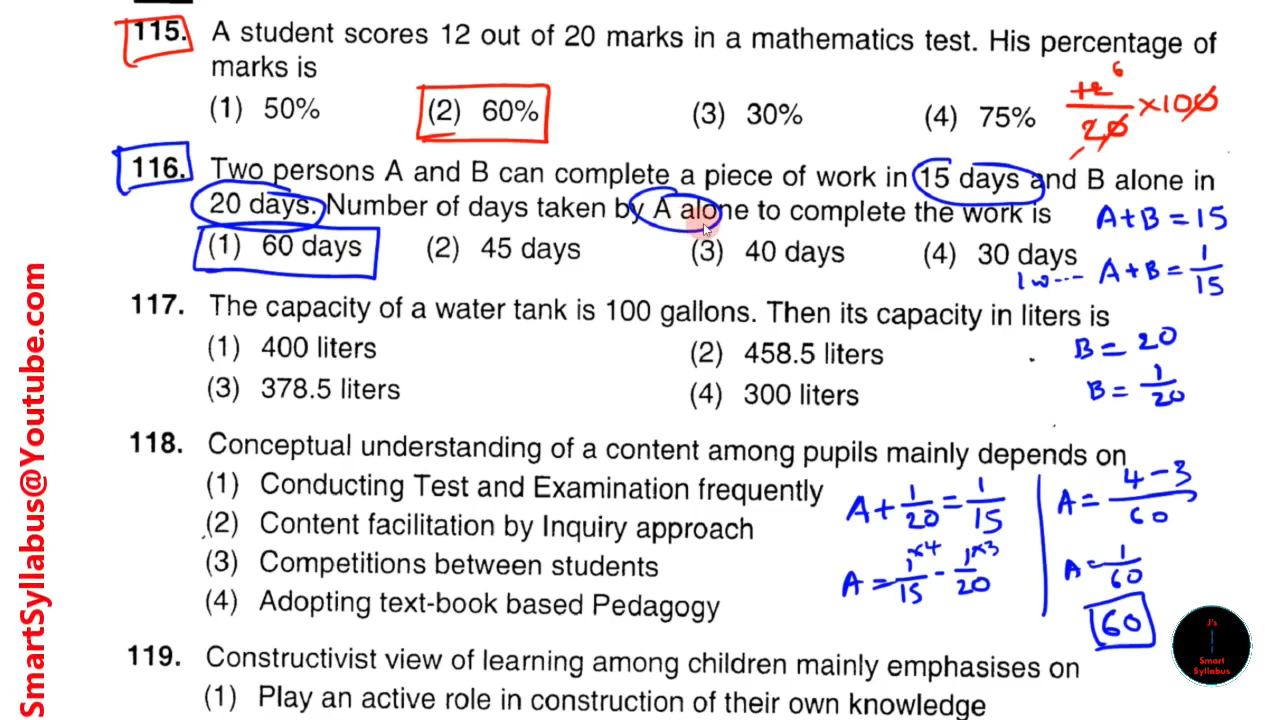 115. A student scores 12 out of 20 marks in a mathematics test. His percentage of
marks is
(1) 50% (2) 60% (3) 30% (4) 75%
12 6
20 ×100
116. Two persons A and B can complete a piece of work in 15 days and B alone in
20 days. Number of days taken by A alone to complete the work is
A+B=15
(1) 60 days (2) 45 days (3) 40 days (4) 30 days
A+B=1/15
117. The capacity of a water tank is 100 gallons. Then its capacity in liters is
(1) 400 liters (2) 458.5 liters
B=20
(3) 378.5 liters (4) 300 liters
B=1/20
118. Conceptual understanding of a content among pupils mainly depends on
(1) Conducting Test and Examination frequently
(2) Content facilitation by Inquiry approach
(3) Competitions between students
(4) Adopting text-book based Pedagogy
A+1/20=1/15
A=1×4/15-1×3/20
A=4-3/60
A=1/60
60
119. Constructivist view of learning among children mainly emphasises on
(1) Play an active role in construction of their own knowledge
SmartSyllabus@Youtube.com
J's
Smart
Syllabus